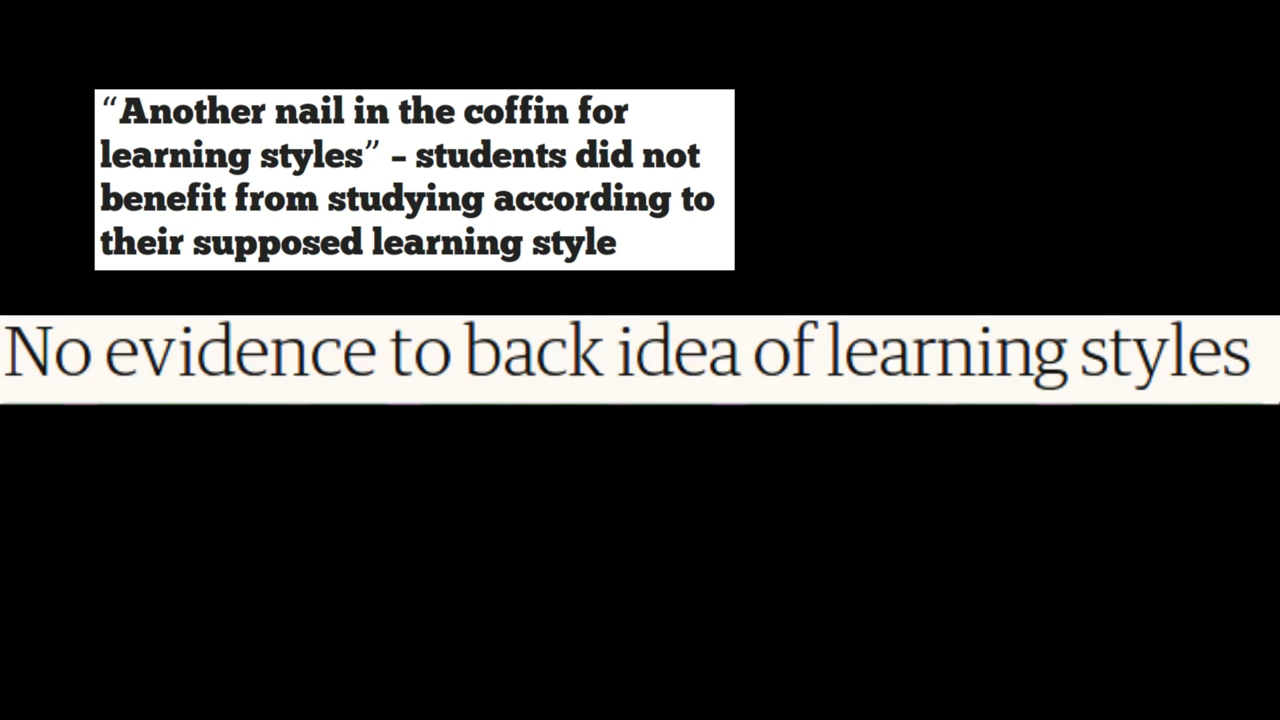 “Another nail in the coffin for
learning styles” – students did not
benefit from studying according to
their supposed learning style
No evidence to back idea of learning styles